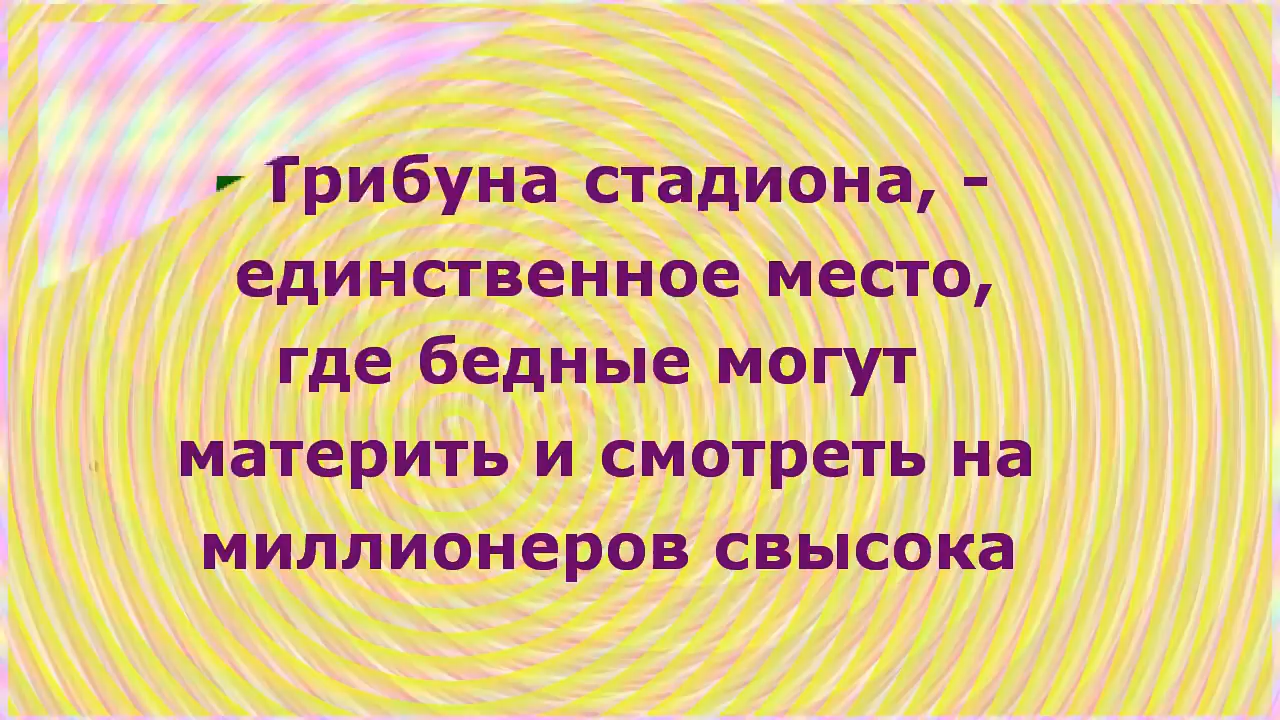 - Трибуна стадиона, -
единственное место,
где бедные могут
материть и смотреть на
миллионеров свысока